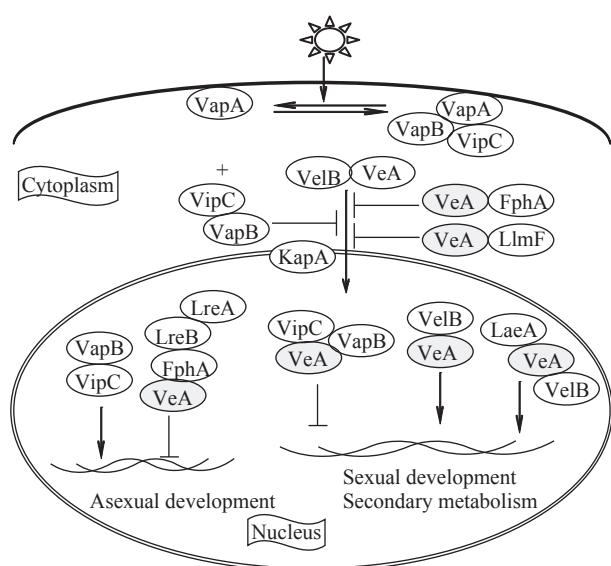 VapA
VapA
VapB
VipC
Cytoplasm
+
VipC
VapB
VelB
VeA
VeA
FphA
VeA
LlmF
KapA
LreA
LreB
FphA
VeA
VapB
VipC
VipC
VeA
VapB
VelB
VeA
LaeA
VeA
VelB
Asexual development
Sexual development
Secondary metabolism
Nucleus